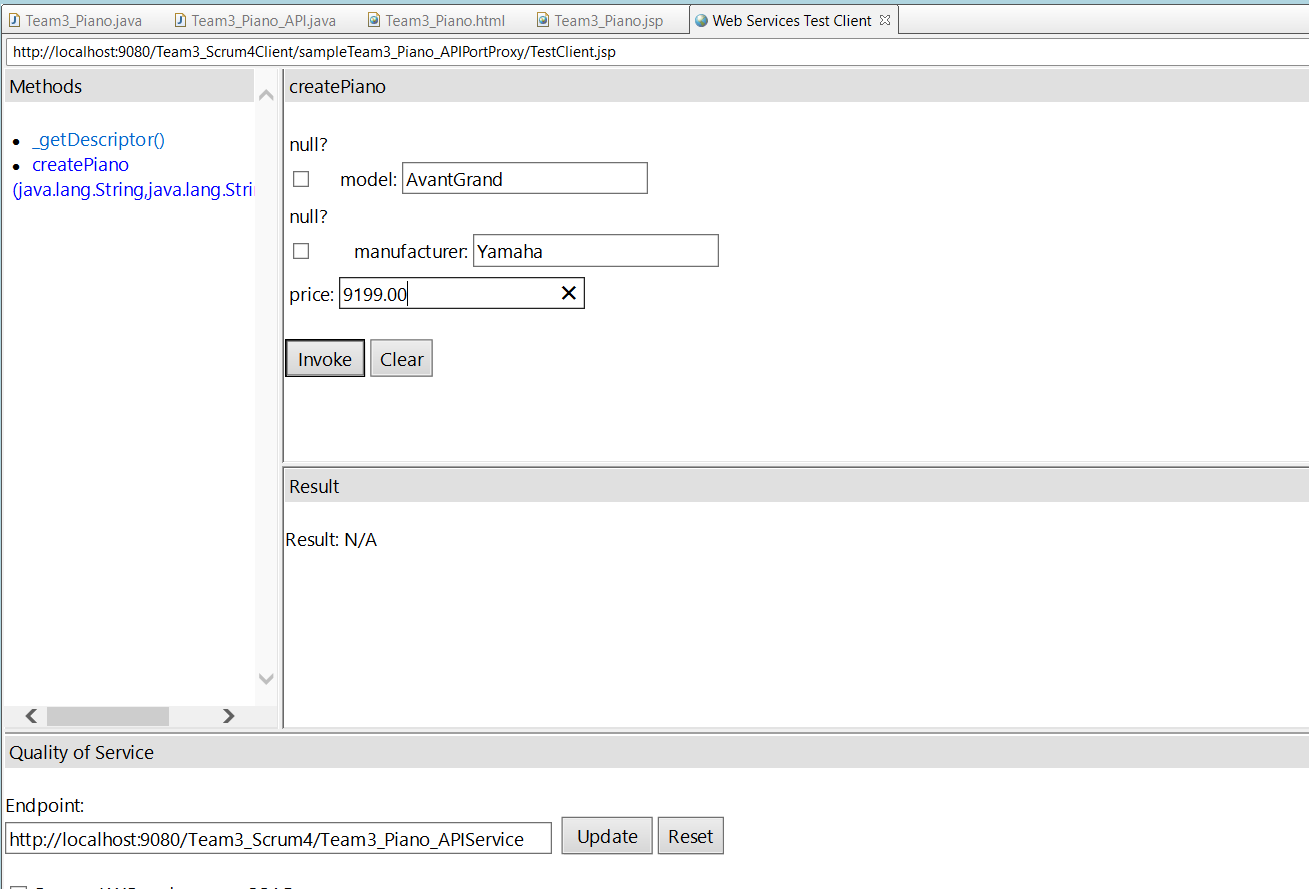 Team3_Piano.java Team3_Piano_API.java Team3_Piano.html Team3_Piano.jsp Web Services Test Client
http://localhost:9080/Team3_Scrum4Client/sampleTeam3_Piano_APIPortProxy/TestClient.jsp
Methods
_getDescriptor()
createPiano
(java.lang.String,java.lang.Stri
createPiano
null?
model: AvantGrand
null?
manufacturer: Yamaha
price: 9199.00
Invoke Clear
Result
Result: N/A
Quality of Service
Endpoint:
http://localhost:9080/Team3_Scrum4/Team3_Piano_APIService Update Reset